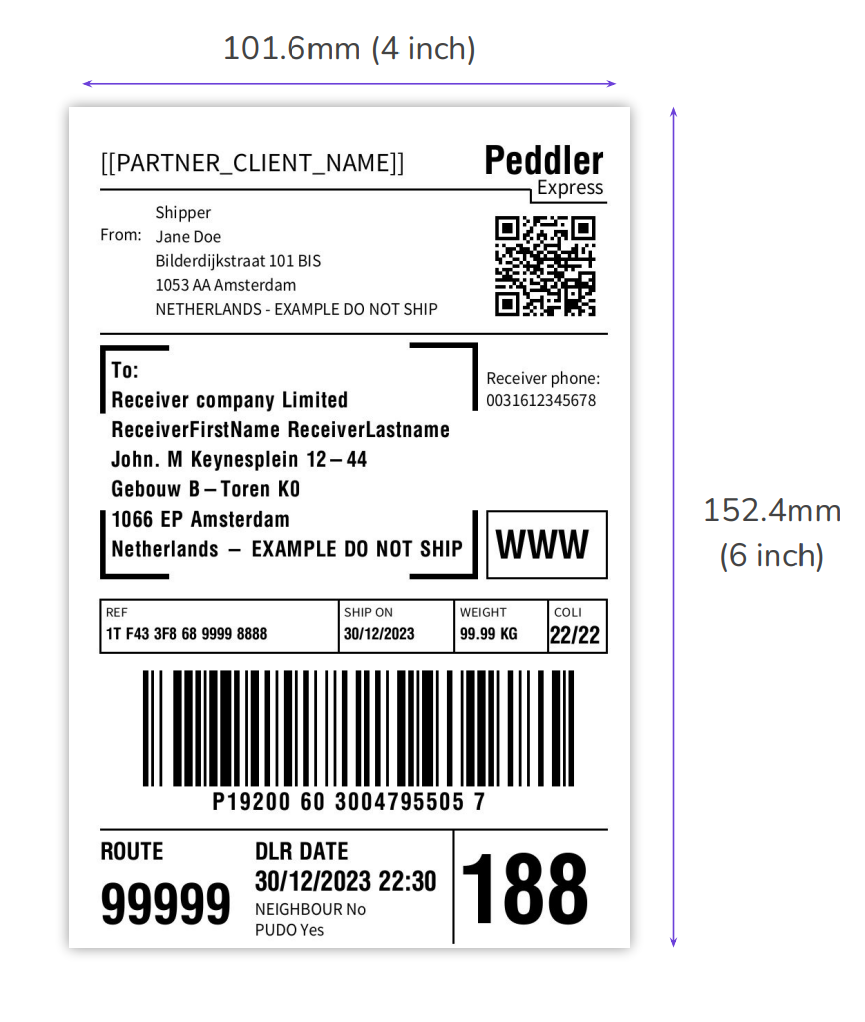 101.6mm (4 inch)
[[PARTNER_CLIENT_NAME]]
Peddler
Express
From:
Shipper
Jane Doe
Bilderdijkstraat 101 BIS
1053 AA Amsterdam
NETHERLANDS - EXAMPLE DO NOT SHIP
To:
Receiver company Limited
ReceiverFirstName ReceiverLastname
John. M Keynesplein 12–44
Gebouw B–Toren K0
1066 EP Amsterdam
Netherlands – EXAMPLE DO NOT SHIP
Receiver phone:
0031612345678
WWW
152.4mm
(6 inch)
REF
1T F43 3F8 68 9999 8888
SHIP ON
30/12/2023
WEIGHT
99.99 KG
COLI
22/22
P19200 60 3004795505 7
ROUTE
99999
DLR DATE
30/12/2023 22:30
NEIGHBOUR No
PUDO Yes
188